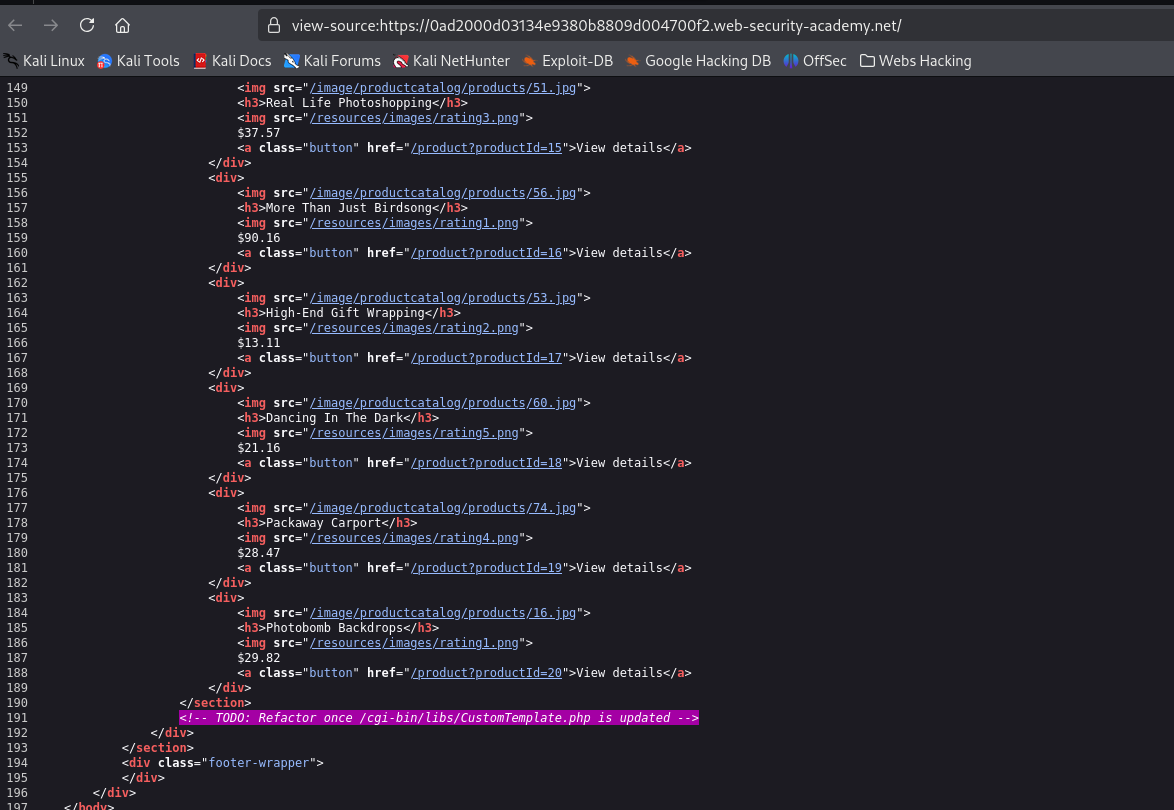 view-source:https://0ad2000d03134e9380b8809d004700f2.web-security-academy.net/
Kali Linux Kali Tools Kali Docs Kali Forums Kali NetHunter Exploit-DB Google Hacking DB OffSec Webs Hacking
149 <img src="/image/productcatalog/products/51.jpg">
150 <h3>Real Life Photoshopping</h3>
151 <img src="/resources/images/rating3.png">
152 $37.57
153 <a class="button" href="/product?productId=15">View details</a>
154 </div>
155 <div>
156 <img src="/image/productcatalog/products/56.jpg">
157 <h3>More Than Just Birdsong</h3>
158 <img src="/resources/images/rating1.png">
159 $90.16
160 <a class="button" href="/product?productId=16">View details</a>
161 </div>
162 <div>
163 <img src="/image/productcatalog/products/53.jpg">
164 <h3>High-End Gift Wrapping</h3>
165 <img src="/resources/images/rating2.png">
166 $13.11
167 <a class="button" href="/product?productId=17">View details</a>
168 </div>
169 <div>
170 <img src="/image/productcatalog/products/60.jpg">
171 <h3>Dancing In The Dark</h3>
172 <img src="/resources/images/rating5.png">
173 $21.16
174 <a class="button" href="/product?productId=18">View details</a>
175 </div>
176 <div>
177 <img src="/image/productcatalog/products/74.jpg">
178 <h3>Packaway Carport</h3>
179 <img src="/resources/images/rating4.png">
180 $28.47
181 <a class="button" href="/product?productId=19">View details</a>
182 </div>
183 <div>
184 <img src="/image/productcatalog/products/16.jpg">
185 <h3>Photobomb Backdrops</h3>
186 <img src="/resources/images/rating1.png">
187 $29.82
188 <a class="button" href="/product?productId=20">View details</a>
189 </div>
190 </section>
191 <!-- TODO: Refactor once /cgi-bin/libs/CustomTemplate.php is updated -->
192 </div>
193 </section>
194 <div class="footer-wrapper">
195 </div>
196 </div>
197 </body>